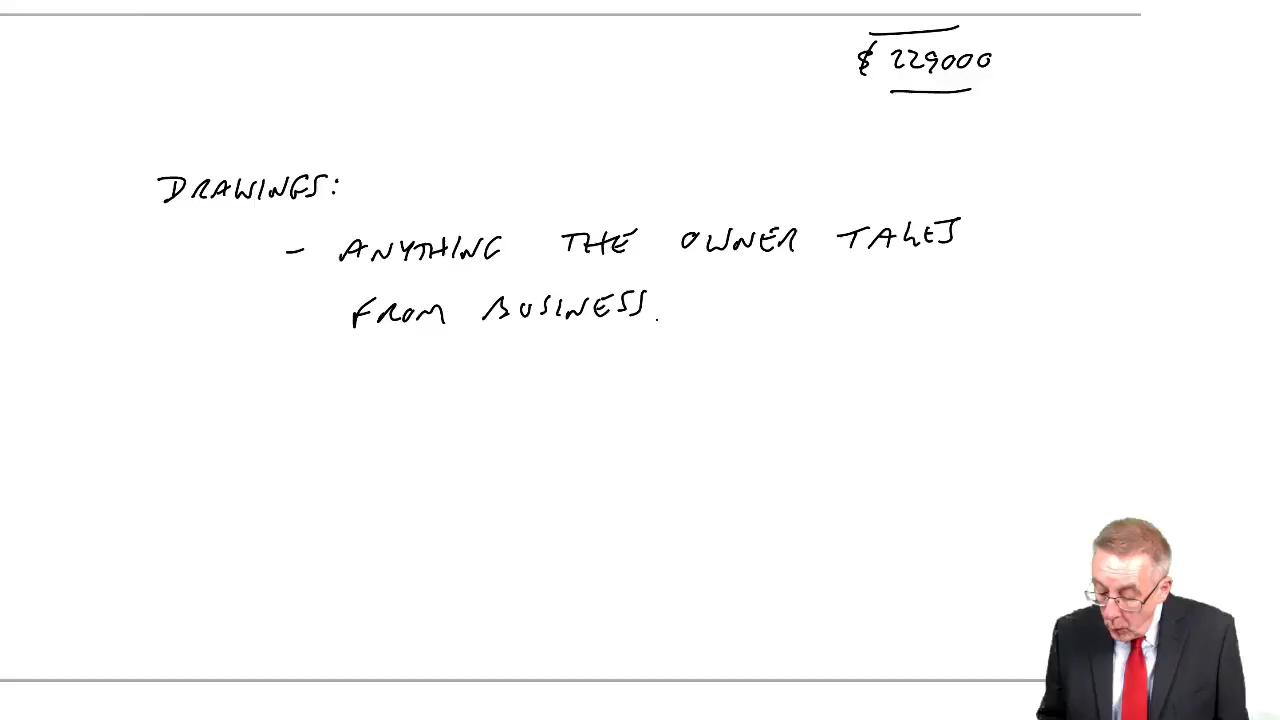 $ 229000
DRAWINGS:
- ANYTHING THE OWNER TAKES
FROM BUSINESS.